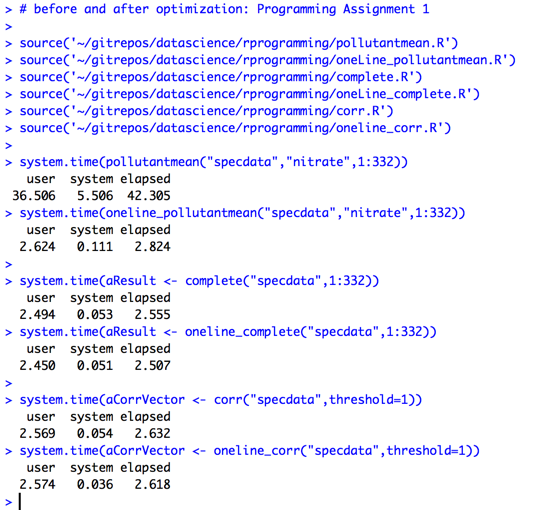 > # before and after optimization: Programming Assignment 1
>
> source('~/gitrepos/datascience/rprogramming/pollutantmean.R')
> source('~/gitrepos/datascience/rprogramming/oneLine_pollutantmean.R')
> source('~/gitrepos/datascience/rprogramming/complete.R')
> source('~/gitrepos/datascience/rprogramming/oneLine_complete.R')
> source('~/gitrepos/datascience/rprogramming/corr.R')
> source('~/gitrepos/datascience/rprogramming/oneline_corr.R')
>
> system.time(pollutantmean("specdata","nitrate",1:332))
   user  system elapsed
 36.506   5.506  42.305
> system.time(oneline_pollutantmean("specdata","nitrate",1:332))
   user  system elapsed
  2.624   0.111   2.824
>
> system.time(aResult <- complete("specdata",1:332))
   user  system elapsed
  2.494   0.053   2.555
> system.time(aResult <- oneline_complete("specdata",1:332))
   user  system elapsed
  2.450   0.051   2.507
>
> system.time(aCorrVector <- corr("specdata",threshold=1))
   user  system elapsed
  2.569   0.054   2.632
> system.time(aCorrVector <- oneline_corr("specdata",threshold=1))
   user  system elapsed
  2.574   0.036   2.618
>